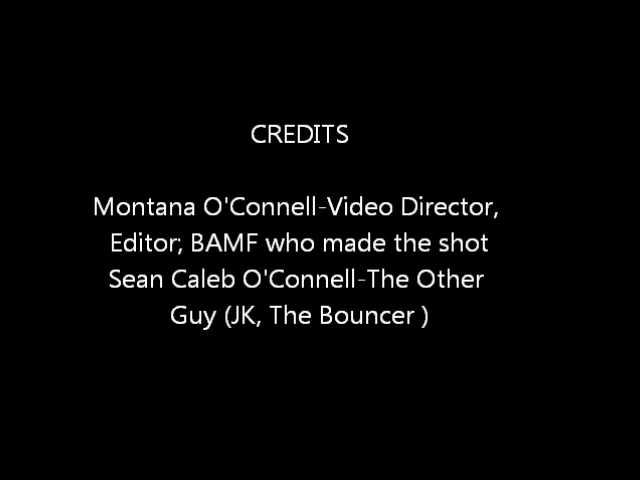 CREDITS
Montana O'Connell-Video Director,
Editor; BAMF who made the shot
Sean Caleb O'Connell-The Other
Guy (JK, The Bouncer )